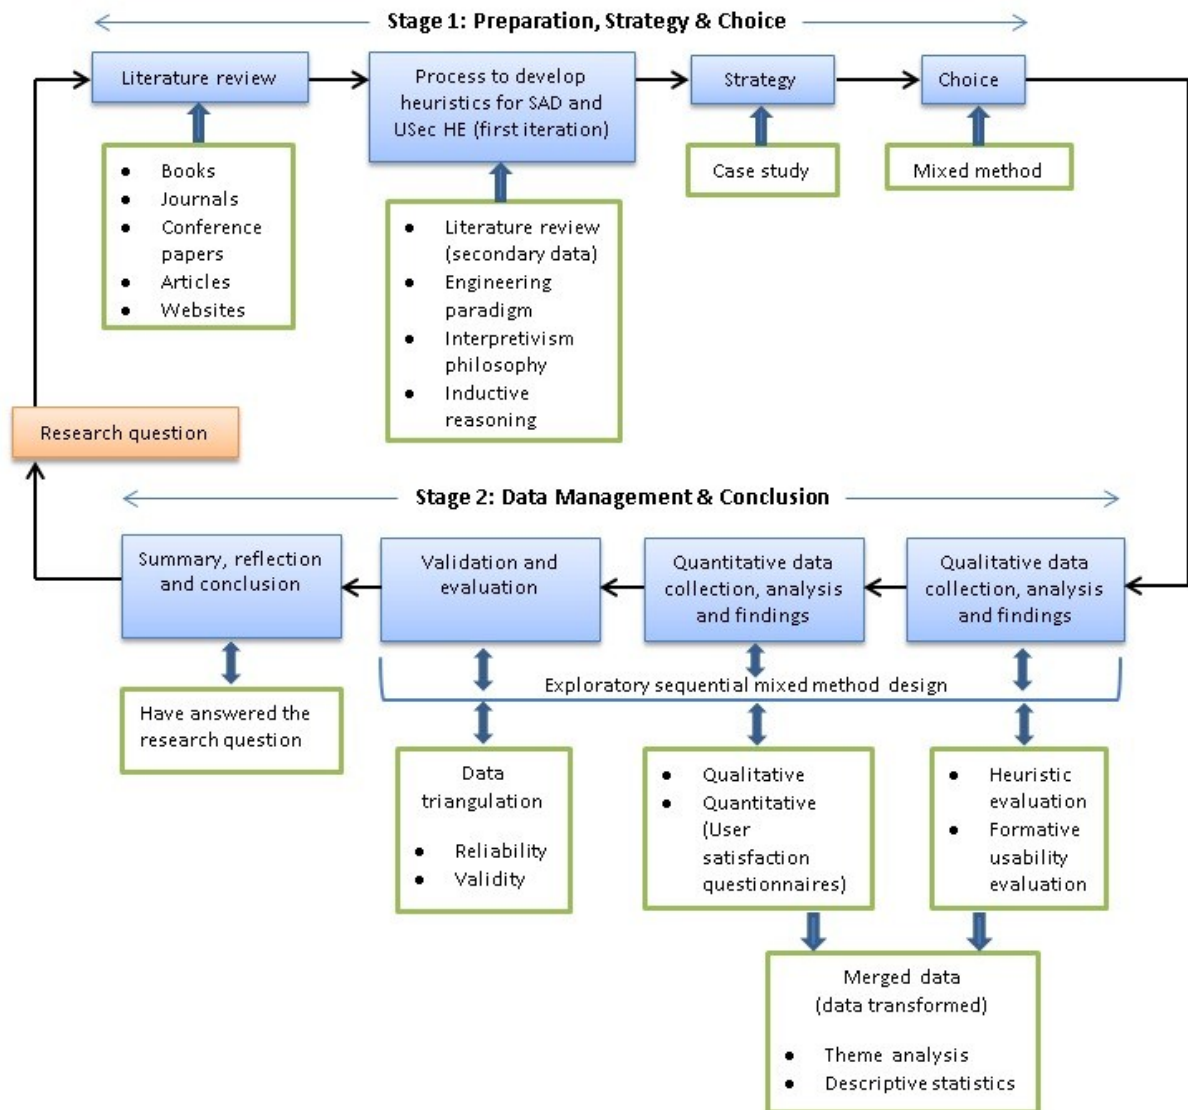 Stage 1: Preparation, Strategy & Choice
Literature review
Process to develop
heuristics for SAD and
USec HE (first iteration)
Strategy
Choice
• Books
• Journals
• Conference
papers
• Articles
• Websites
• Literature review
(secondary data)
• Engineering
paradigm
• Interpretivism
philosophy
• Inductive
reasoning
Case study
Mixed method
Research question
Stage 2: Data Management & Conclusion
Summary, reflection
and conclusion
Validation and
evaluation
Quantitative data
collection, analysis
and findings
Qualitative data
collection, analysis
and findings
Exploratory sequential mixed method design
Have answered the
research question
Data
triangulation
• Reliability
• Validity
• Qualitative
• Quantitative
(User
satisfaction
questionnaires)
• Heuristic
evaluation
• Formative
usability
evaluation
Merged data
(data transformed)
• Theme analysis
• Descriptive statistics